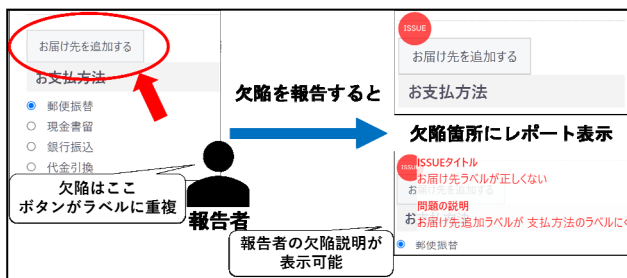 お届け先を追加する
お支払方法
郵便振替
現金書留
銀行振込
代金引換
欠陥はここ
ボタンがラベルに重複
報告者
欠陥を報告すると
ISSUE
お届け先を追加する
お支払方法
欠陥箇所にレポート表示
ISSUEタイトル
お届け先ラベルが正しくない
問題の説明
お届け先追加ラベルが 支払方法のラベルにく
郵便振替
報告者の欠陥説明が
表示可能